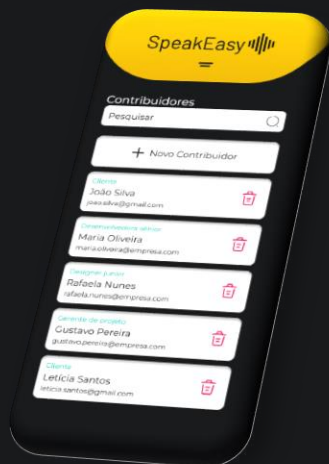 SpeakEasy
Contribuidores
Pesquisar
+ Novo Contribuidor
Cliente
João Silva
joao.silva@gmail.com
Desenvolvedora sênior
Maria Oliveira
maria.oliveira@empresa.com
Designer júnior
Rafaela Nunes
rafaela.nunes@empresa.com
Gerente de projeto
Gustavo Pereira
gustavo.pereira@empresa.com
Cliente
Letícia Santos
leticia.santos@gmail.com